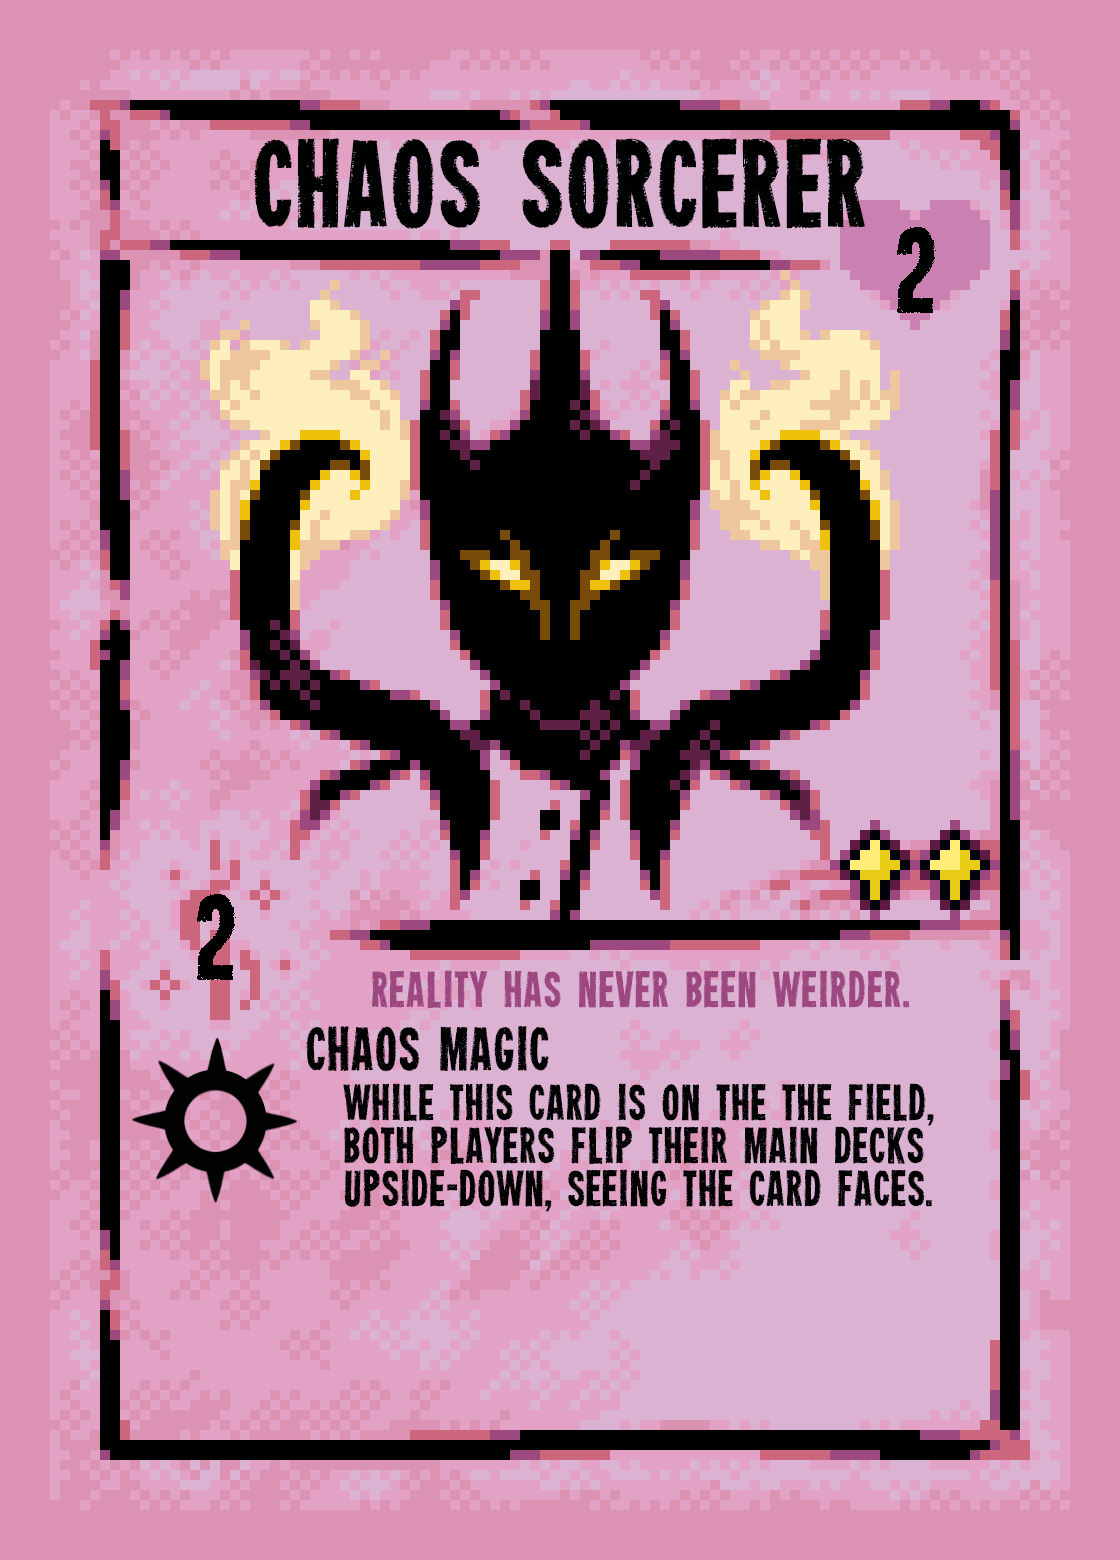 CHAOS SORCERER
2
2
REALITY HAS NEVER BEEN WEIRDER.
CHAOS MAGIC
WHILE THIS CARD IS ON THE THE FIELD,
BOTH PLAYERS FLIP THEIR MAIN DECKS
UPSIDE-DOWN, SEEING THE CARD FACES.